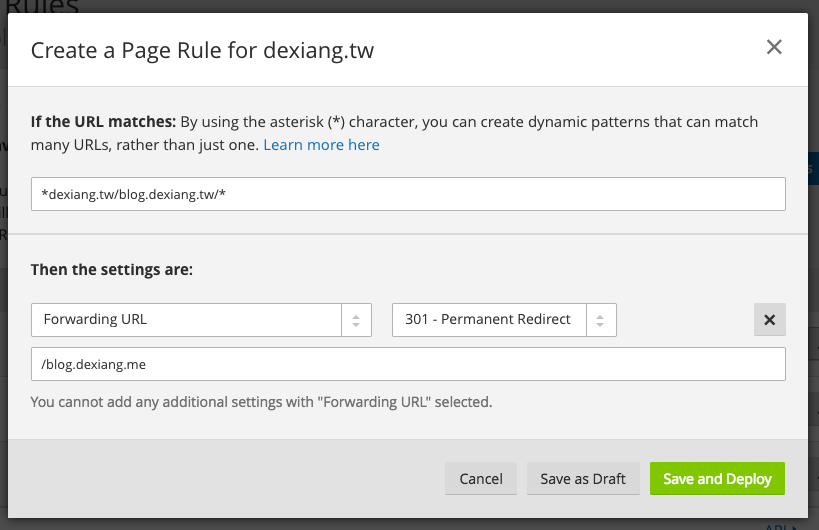 Rules
Create a Page Rule for dexiang.tw
If the URL matches: By using the asterisk (*) character, you can create dynamic patterns that can match
many URLs, rather than just one. Learn more here
*dexiang.tw/blog.dexiang.tw/*
Then the settings are:
Forwarding URL
301 - Permanent Redirect
/blog.dexiang.me
You cannot add any additional settings with "Forwarding URL" selected.
Cancel
Save as Draft
Save and Deploy